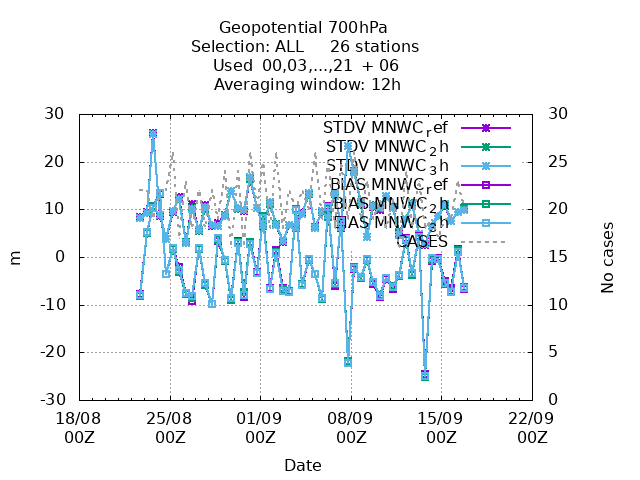 Geopotential 700hPa
Selection: ALL 26 stations
Used 00,03,...,21 + 06
Averaging window: 12h
STDV MNWC_ref
STDV MNWC_2h
STDV MNWC_3h
BIAS MNWC_ref
BIAS MNWC_2h
BIAS MNWC_3h
CASES
30
20
10
0
-10
-20
-30
m
30
25
20
15
10
5
0
No cases
18/08 25/08 01/09 08/09 15/09 22/09
00Z 00Z 00Z 00Z 00Z 00Z
Date